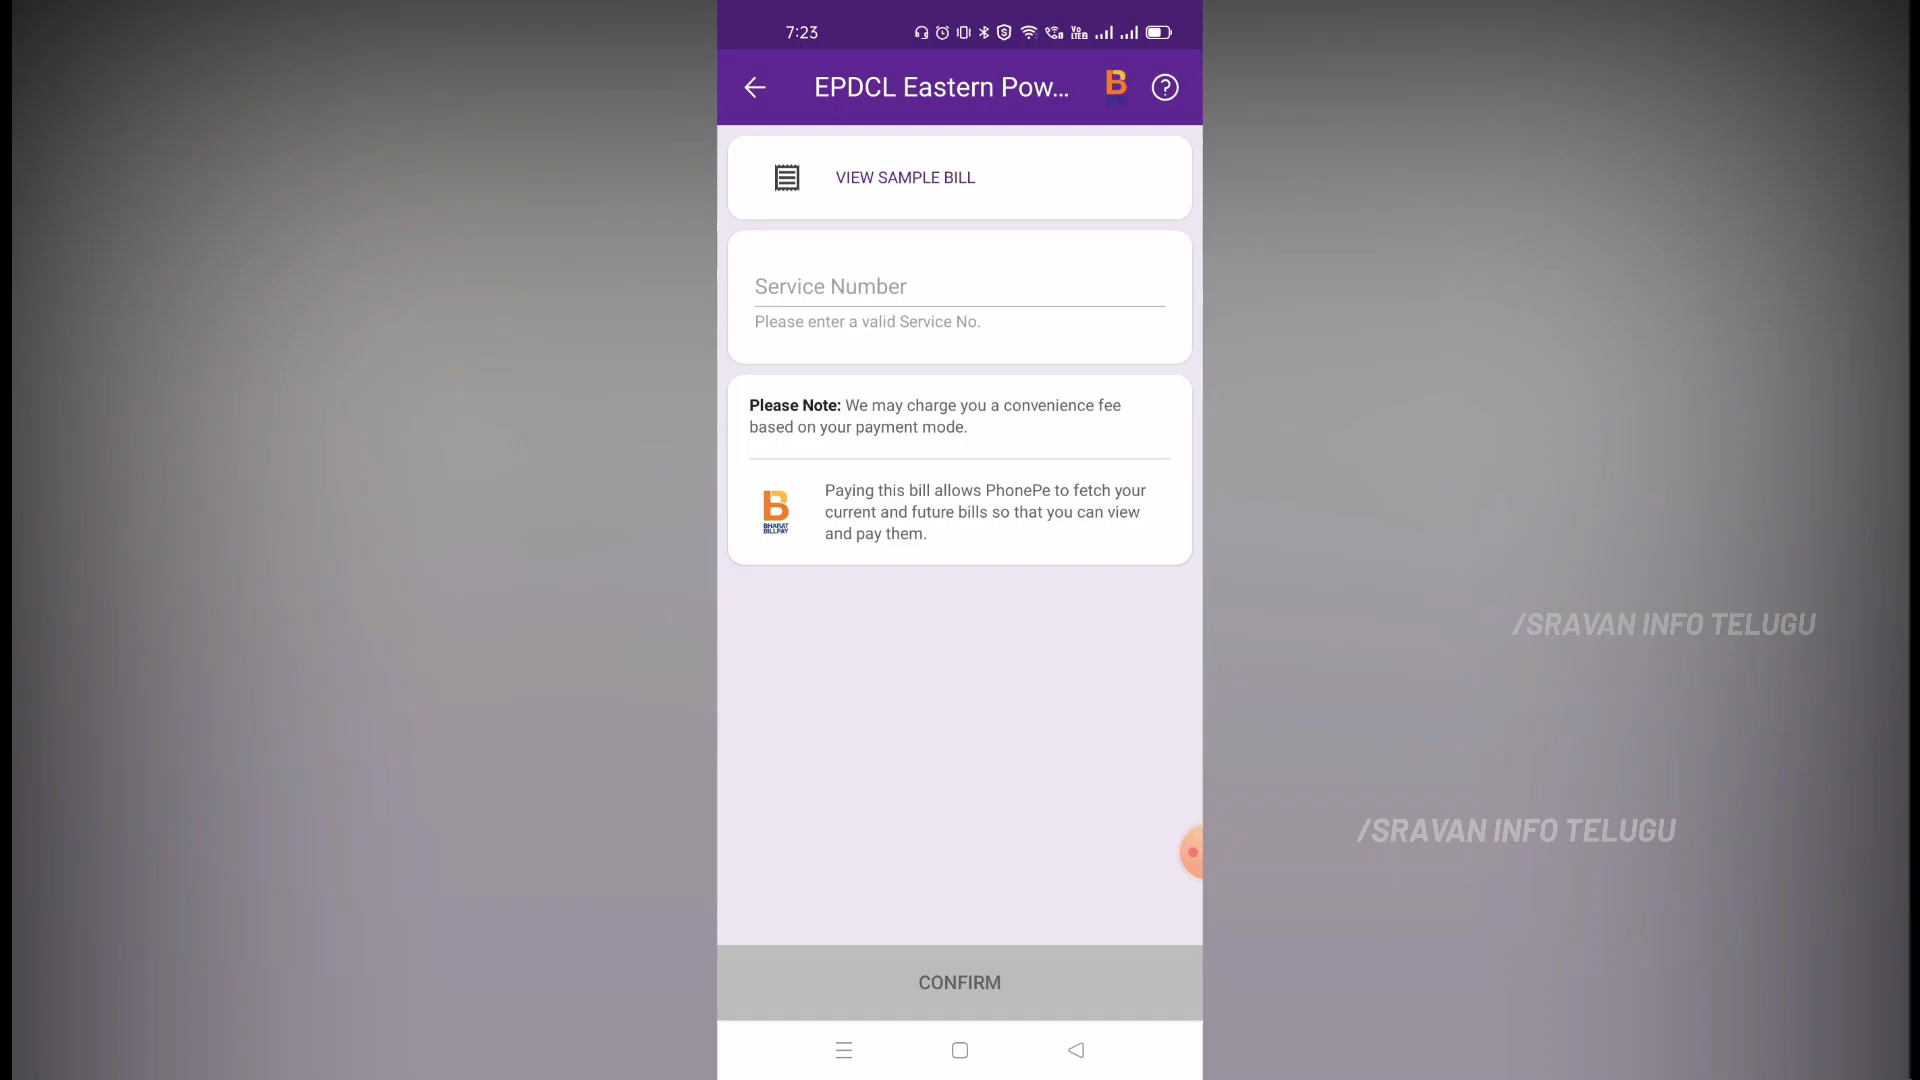 7:23
EPDCL Eastern Pow...
VIEW SAMPLE BILL
Service Number
Please enter a valid Service No.
Please Note: We may charge you a convenience fee
based on your payment mode.
Paying this bill allows PhonePe to fetch your
current and future bills so that you can view
and pay them.
BHARAT
BILLPAY
/SRAVAN INFO TELUGU
/SRAVAN INFO TELUGU
CONFIRM